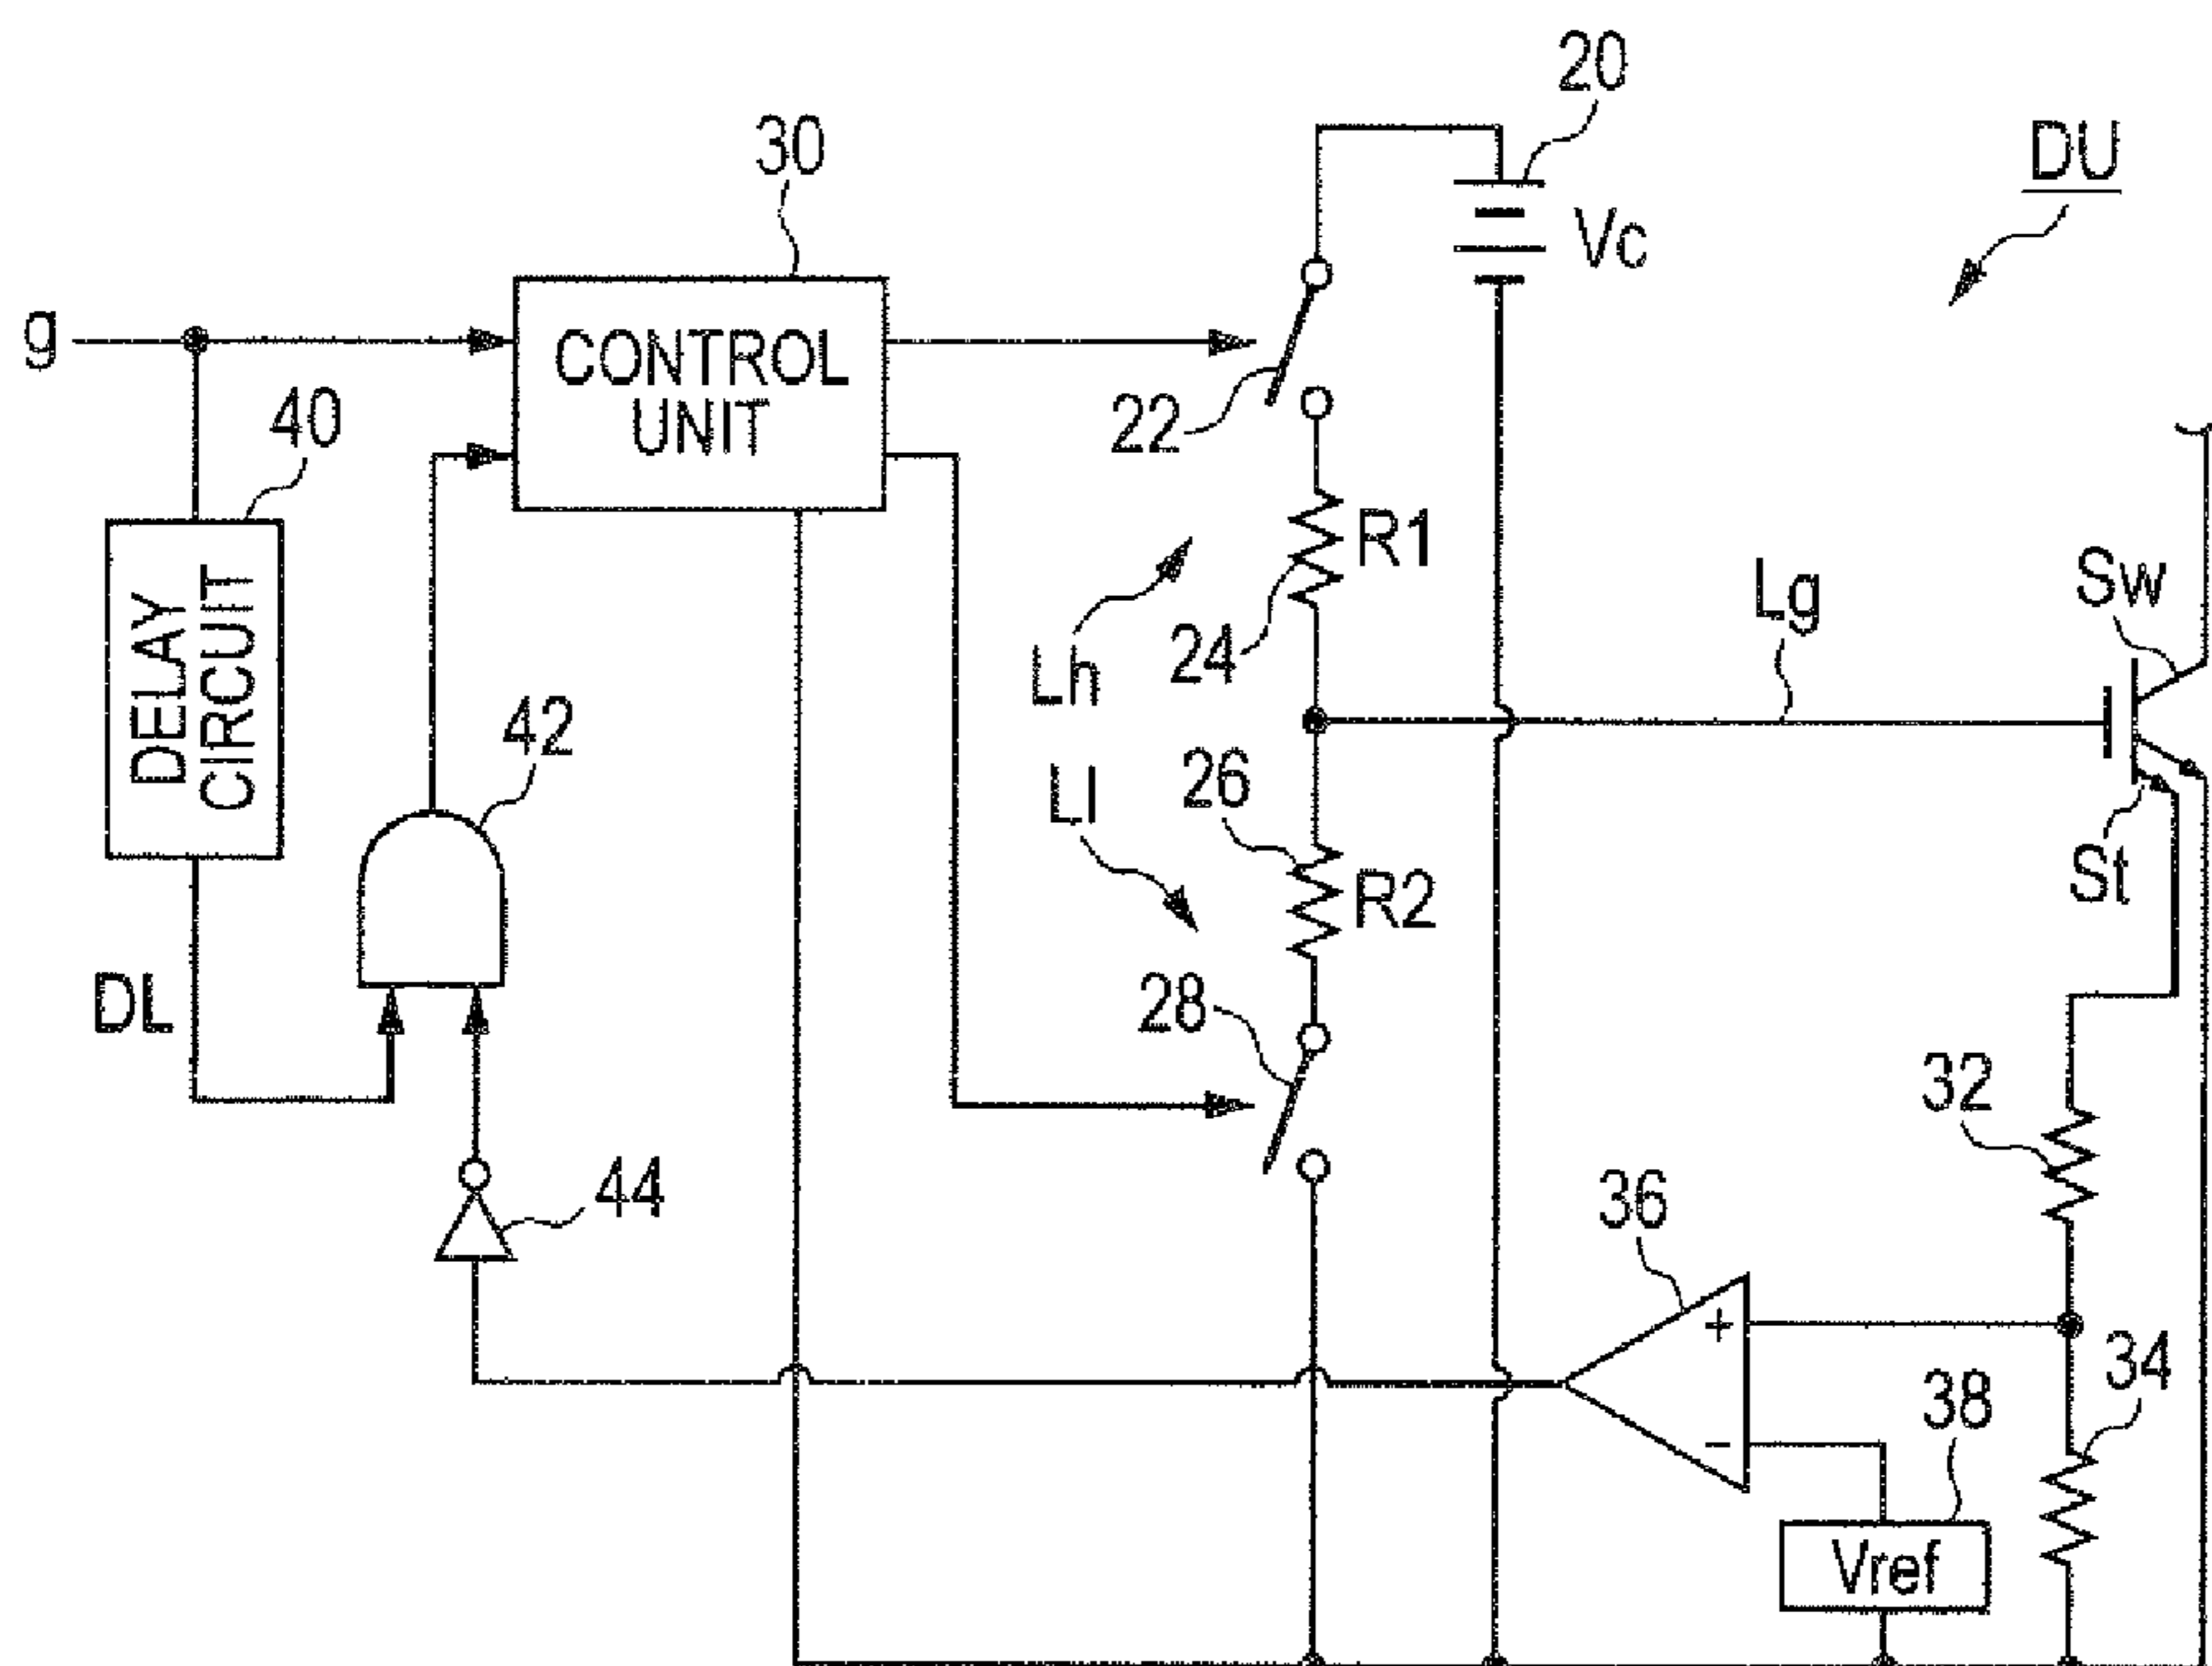 20
30
DU
Vc
g
CONTROL
UNIT
22
40
R1
Lg
Sw
24
Lh
DELAY
CIRCUIT
42
26
Ll
R2
St
DL
28
32
44
36
+
34
38
−
Vref